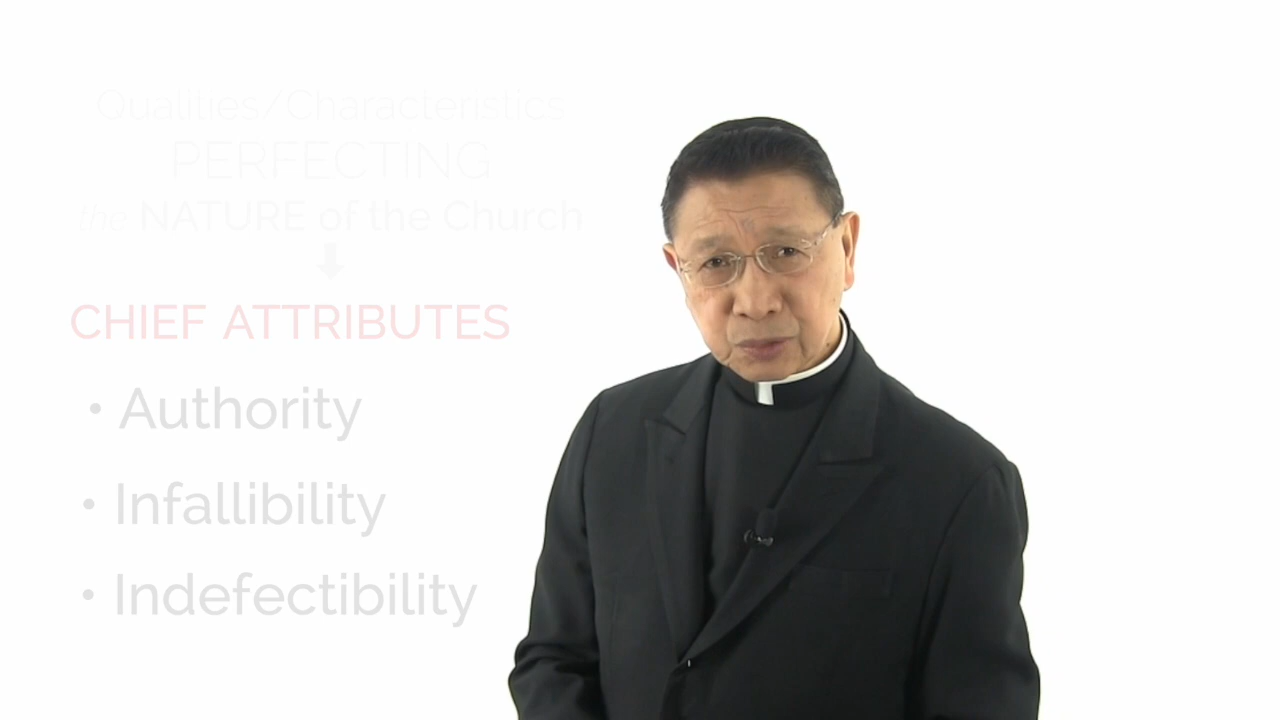 Qualities/Characteristics
PERFECTING
the NATURE of the Church
CHIEF ATTRIBUTES
• Authority
• Infallibility
• Indefectibility